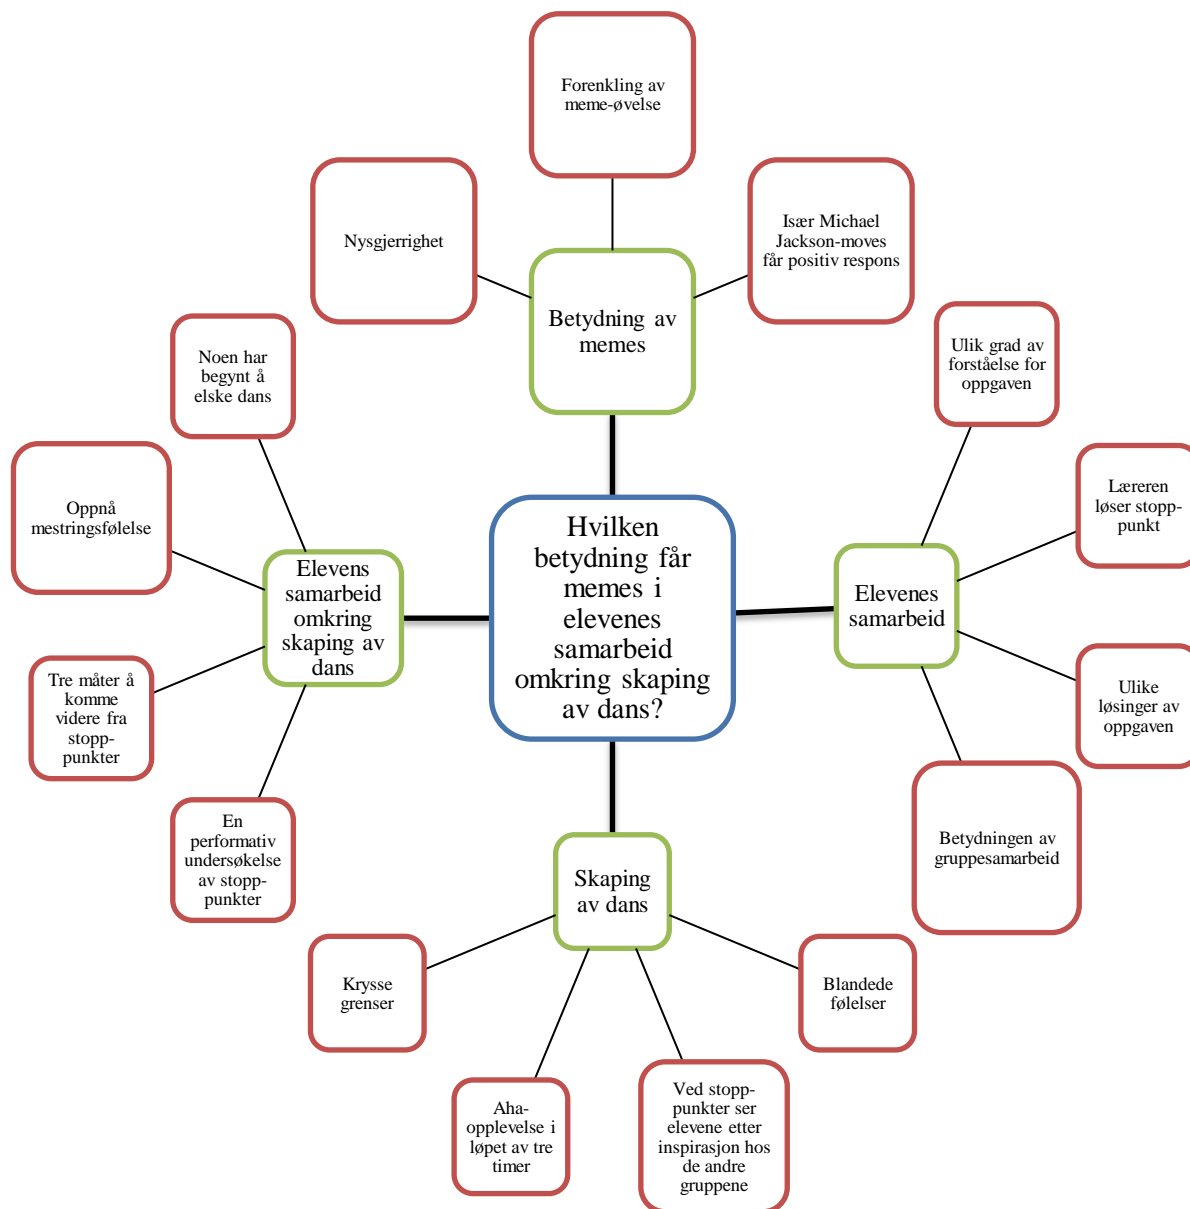 Forenkling av
meme-øvelse
Nysgjerrighet
Især Michael
Jackson-moves
får positiv respons
Betydning av
memes
Noen har
begynt å
elske dans
Ulik grad av
forståelse for
oppgaven
Oppnå
mestringsfølelse
Læreren
løser stopp-
punkt
Hvilken
betydning får
memes i
elevenes
samarbeid
omkring skaping
av dans?
Elevens
samarbeid
omkring
skaping av
dans
Elevenes
samarbeid
Tre måter å
komme
videre fra
stopp-
punkter
Ulike
løsinger av
oppgaven
En
performativ
undersøkelse
av stopp-
punkter
Betydningen av
gruppesamarbeid
Skaping
av dans
Krysse
grenser
Blandede
følelser
Aha-
opplevelse i
løpet av tre
timer
Ved stopp-
punkter ser
elevene etter
inspirasjon hos
de andre
gruppene